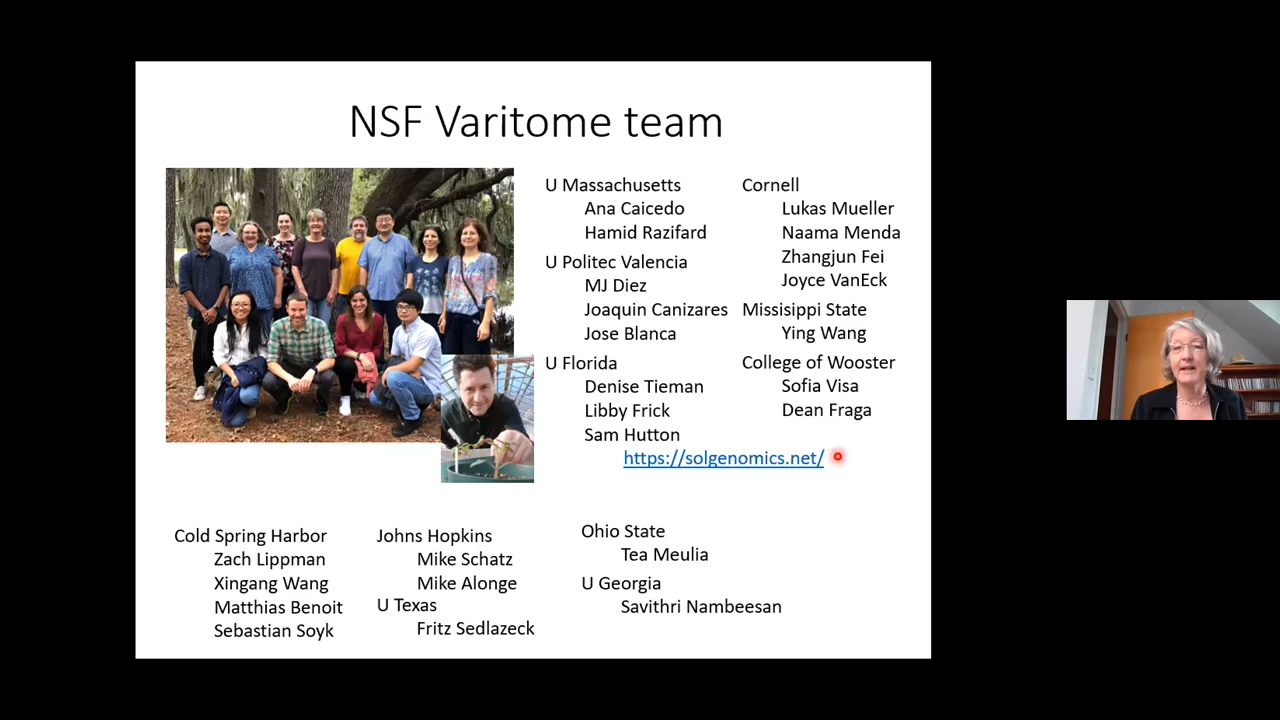 NSF Varitome team
U Massachusetts
Ana Caicedo
Hamid Razifard
U Politec Valencia
MJ Diez
Joaquin Canizares
Jose Blanca
U Florida
Denise Tieman
Libby Frick
Sam Hutton
https://solgenomics.net/
Cornell
Lukas Mueller
Naama Menda
Zhangjun Fei
Joyce VanEck
Missisippi State
Ying Wang
College of Wooster
Sofia Visa
Dean Fraga
Cold Spring Harbor
Zach Lippman
Xingang Wang
Matthias Benoit
Sebastian Soyk
Johns Hopkins
Mike Schatz
Mike Alonge
U Texas
Fritz Sedlazeck
Ohio State
Tea Meulia
U Georgia
Savithri Nambeesan